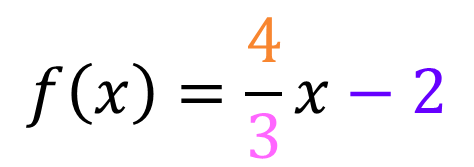 f(x) = 4/3 x − 2